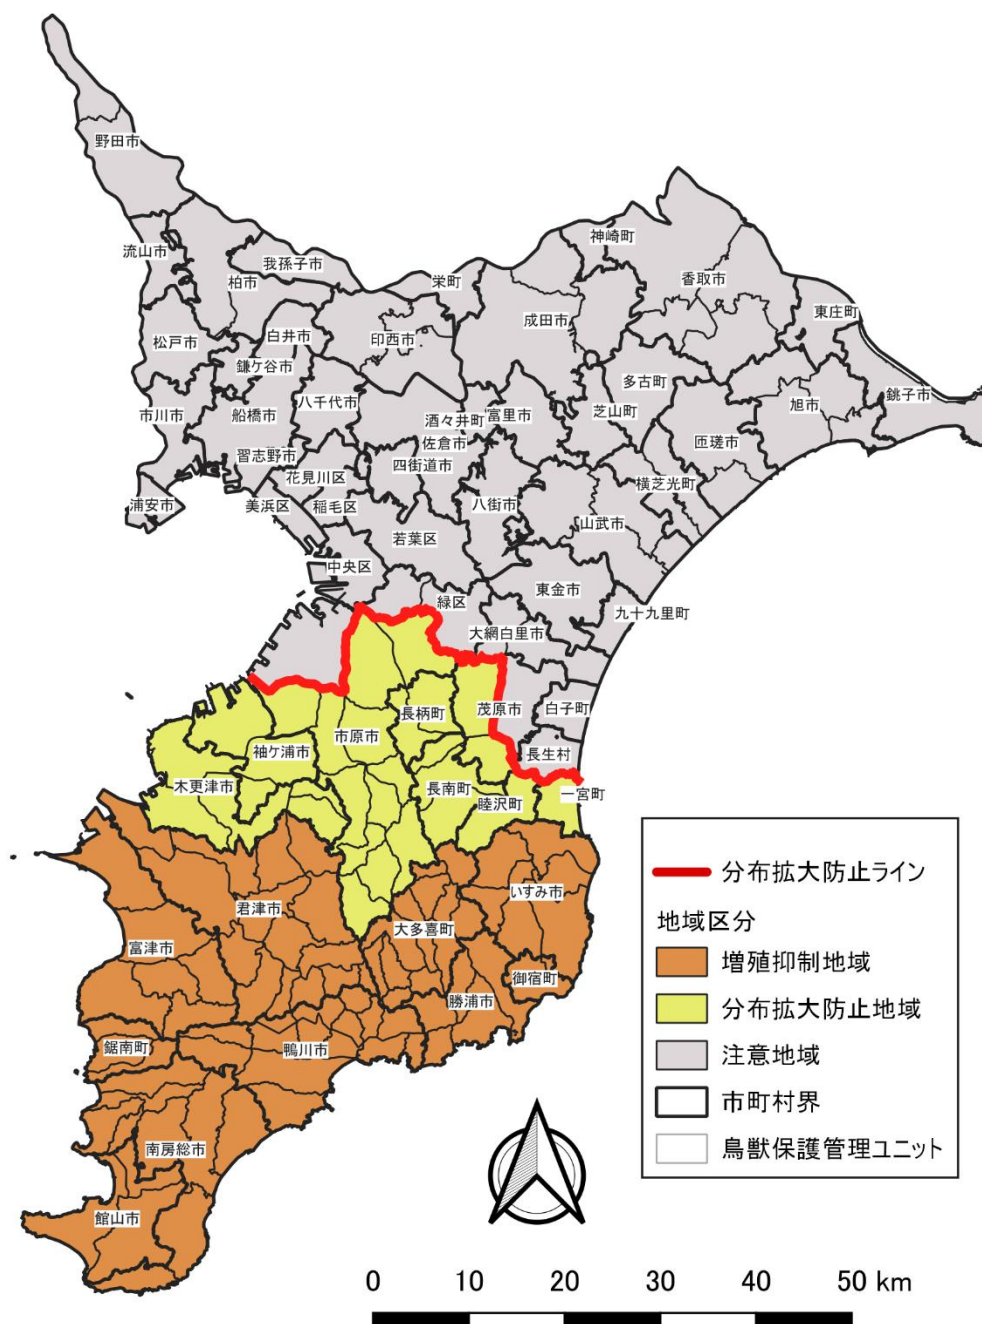 野田市
神崎町
流山市
我孫子市
栄町
香取市
柏市
東庄町
成田市
白井市
印西市
松戸市
鎌ケ谷市
多古町
銚子市
八千代市
旭市
市川市
船橋市
酒々井町
富里市
芝山町
佐倉市
匝瑳市
習志野市
四街道市
花見川区
横芝光町
浦安市
美浜区
稲毛区
八街市
山武市
若葉区
中央区
東金市
緑区
九十九里町
大網白里市
長柄町
茂原市
白子町
市原市
袖ケ浦市
長生村
木更津市
長南町
睦沢町
一宮町
いすみ市
君津市
大多喜町
富津市
御宿町
勝浦市
鋸南町
鴨川市
南房総市
館山市
分布拡大防止ライン
地域区分
増殖抑制地域
分布拡大防止地域
注意地域
市町村界
鳥獣保護管理ユニット
0 10 20 30 40 50 km